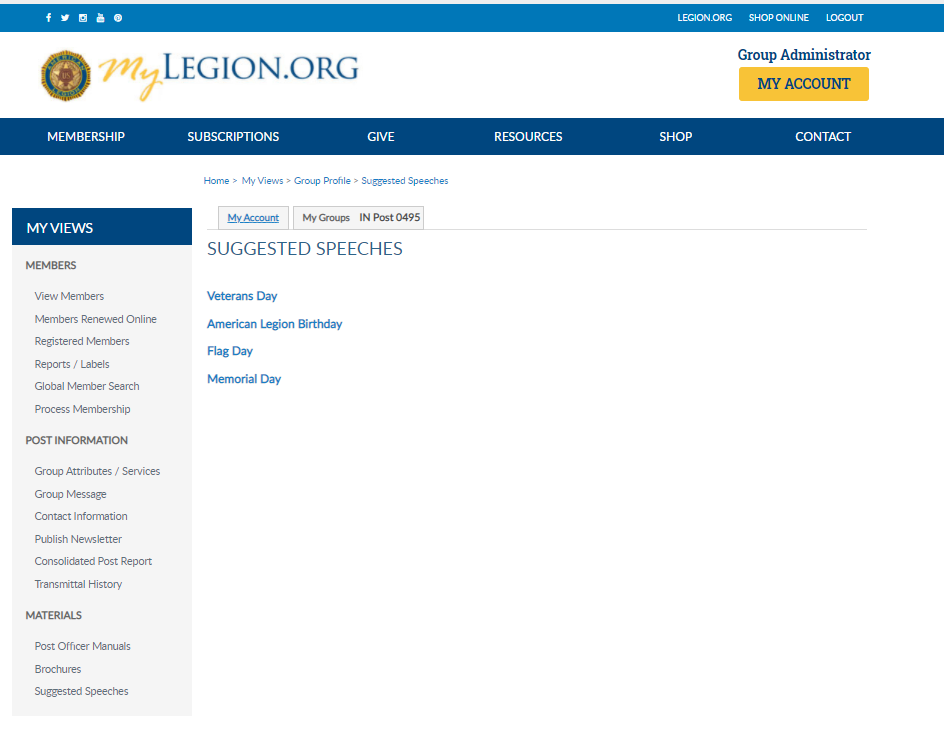 LEGION.ORG SHOP ONLINE LOGOUT
MyLEGION.ORG
Group Administrator
MY ACCOUNT
MEMBERSHIP SUBSCRIPTIONS GIVE RESOURCES SHOP CONTACT
Home > My Views > Group Profile > Suggested Speeches
My Account My Groups IN Post 0495
SUGGESTED SPEECHES
Veterans Day
American Legion Birthday
Flag Day
Memorial Day
MY VIEWS
MEMBERS
View Members
Members Renewed Online
Registered Members
Reports / Labels
Global Member Search
Process Membership
POST INFORMATION
Group Attributes / Services
Group Message
Contact Information
Publish Newsletter
Consolidated Post Report
Transmittal History
MATERIALS
Post Officer Manuals
Brochures
Suggested Speeches